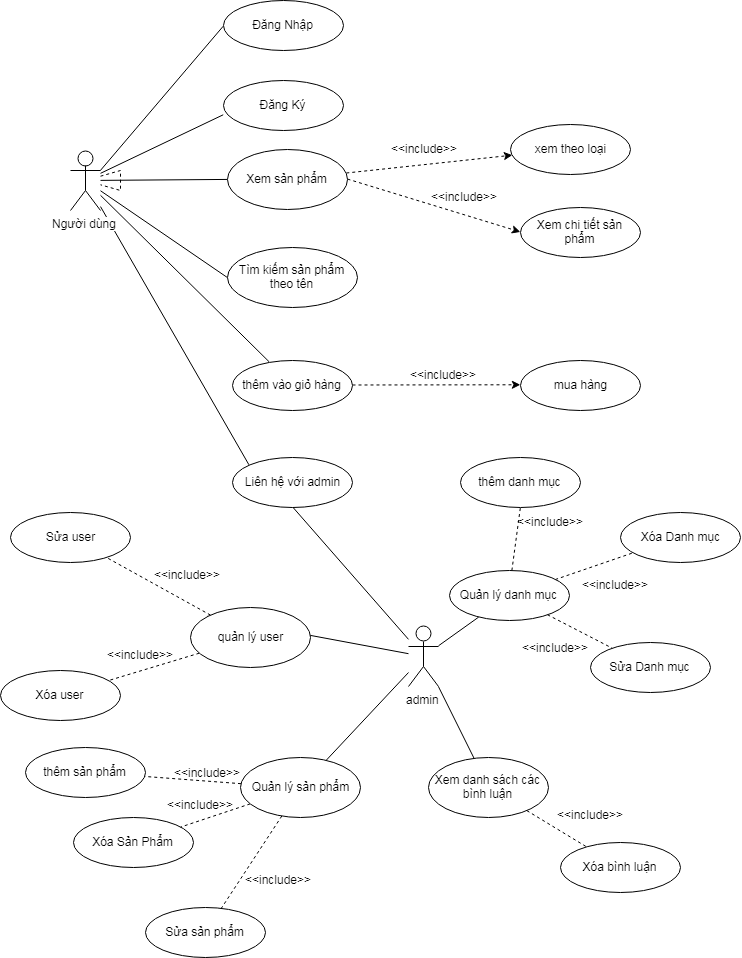 Đăng Nhập
Đăng Ký
<<include>>
xem theo loại
Xem sản phẩm
<<include>>
Người dùng
Xem chi tiết sản
phẩm
Tìm kiếm sản phẩm
theo tên
<<include>>
thêm vào giỏ hàng
mua hàng
Liên hệ với admin
thêm danh mục
<<include>>
Sửa user
Xóa Danh mục
<<include>>
<<include>>
Quản lý danh mục
quản lý user
<<include>>
<<include>>
Sửa Danh mục
Xóa user
admin
thêm sản phẩm
<<include>>
Quản lý sản phẩm
Xem danh sách các
bình luận
<<include>>
<<include>>
Xóa Sản Phẩm
Xóa bình luận
<<include>>
Sửa sản phẩm